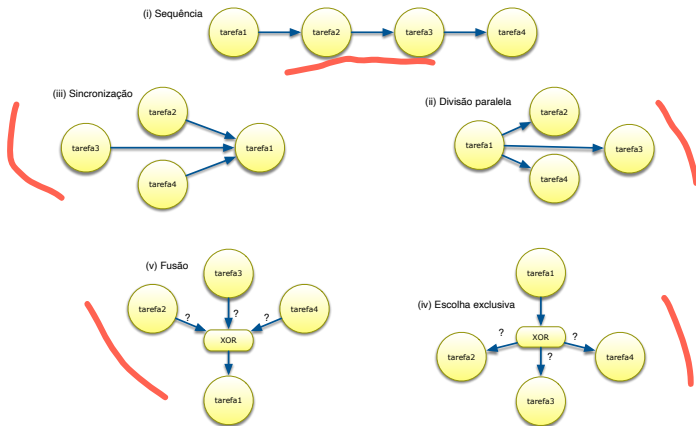 (i) Sequência
tarefa1
tarefa2
tarefa3
tarefa4
(iii) Sincronização
tarefa2
tarefa3
tarefa1
tarefa4
(ii) Divisão paralela
tarefa2
tarefa1
tarefa3
tarefa4
(v) Fusão
tarefa3
tarefa2
tarefa4
?
?
?
XOR
tarefa1
(iv) Escolha exclusiva
tarefa1
?
XOR
?
?
tarefa2
tarefa4
tarefa3